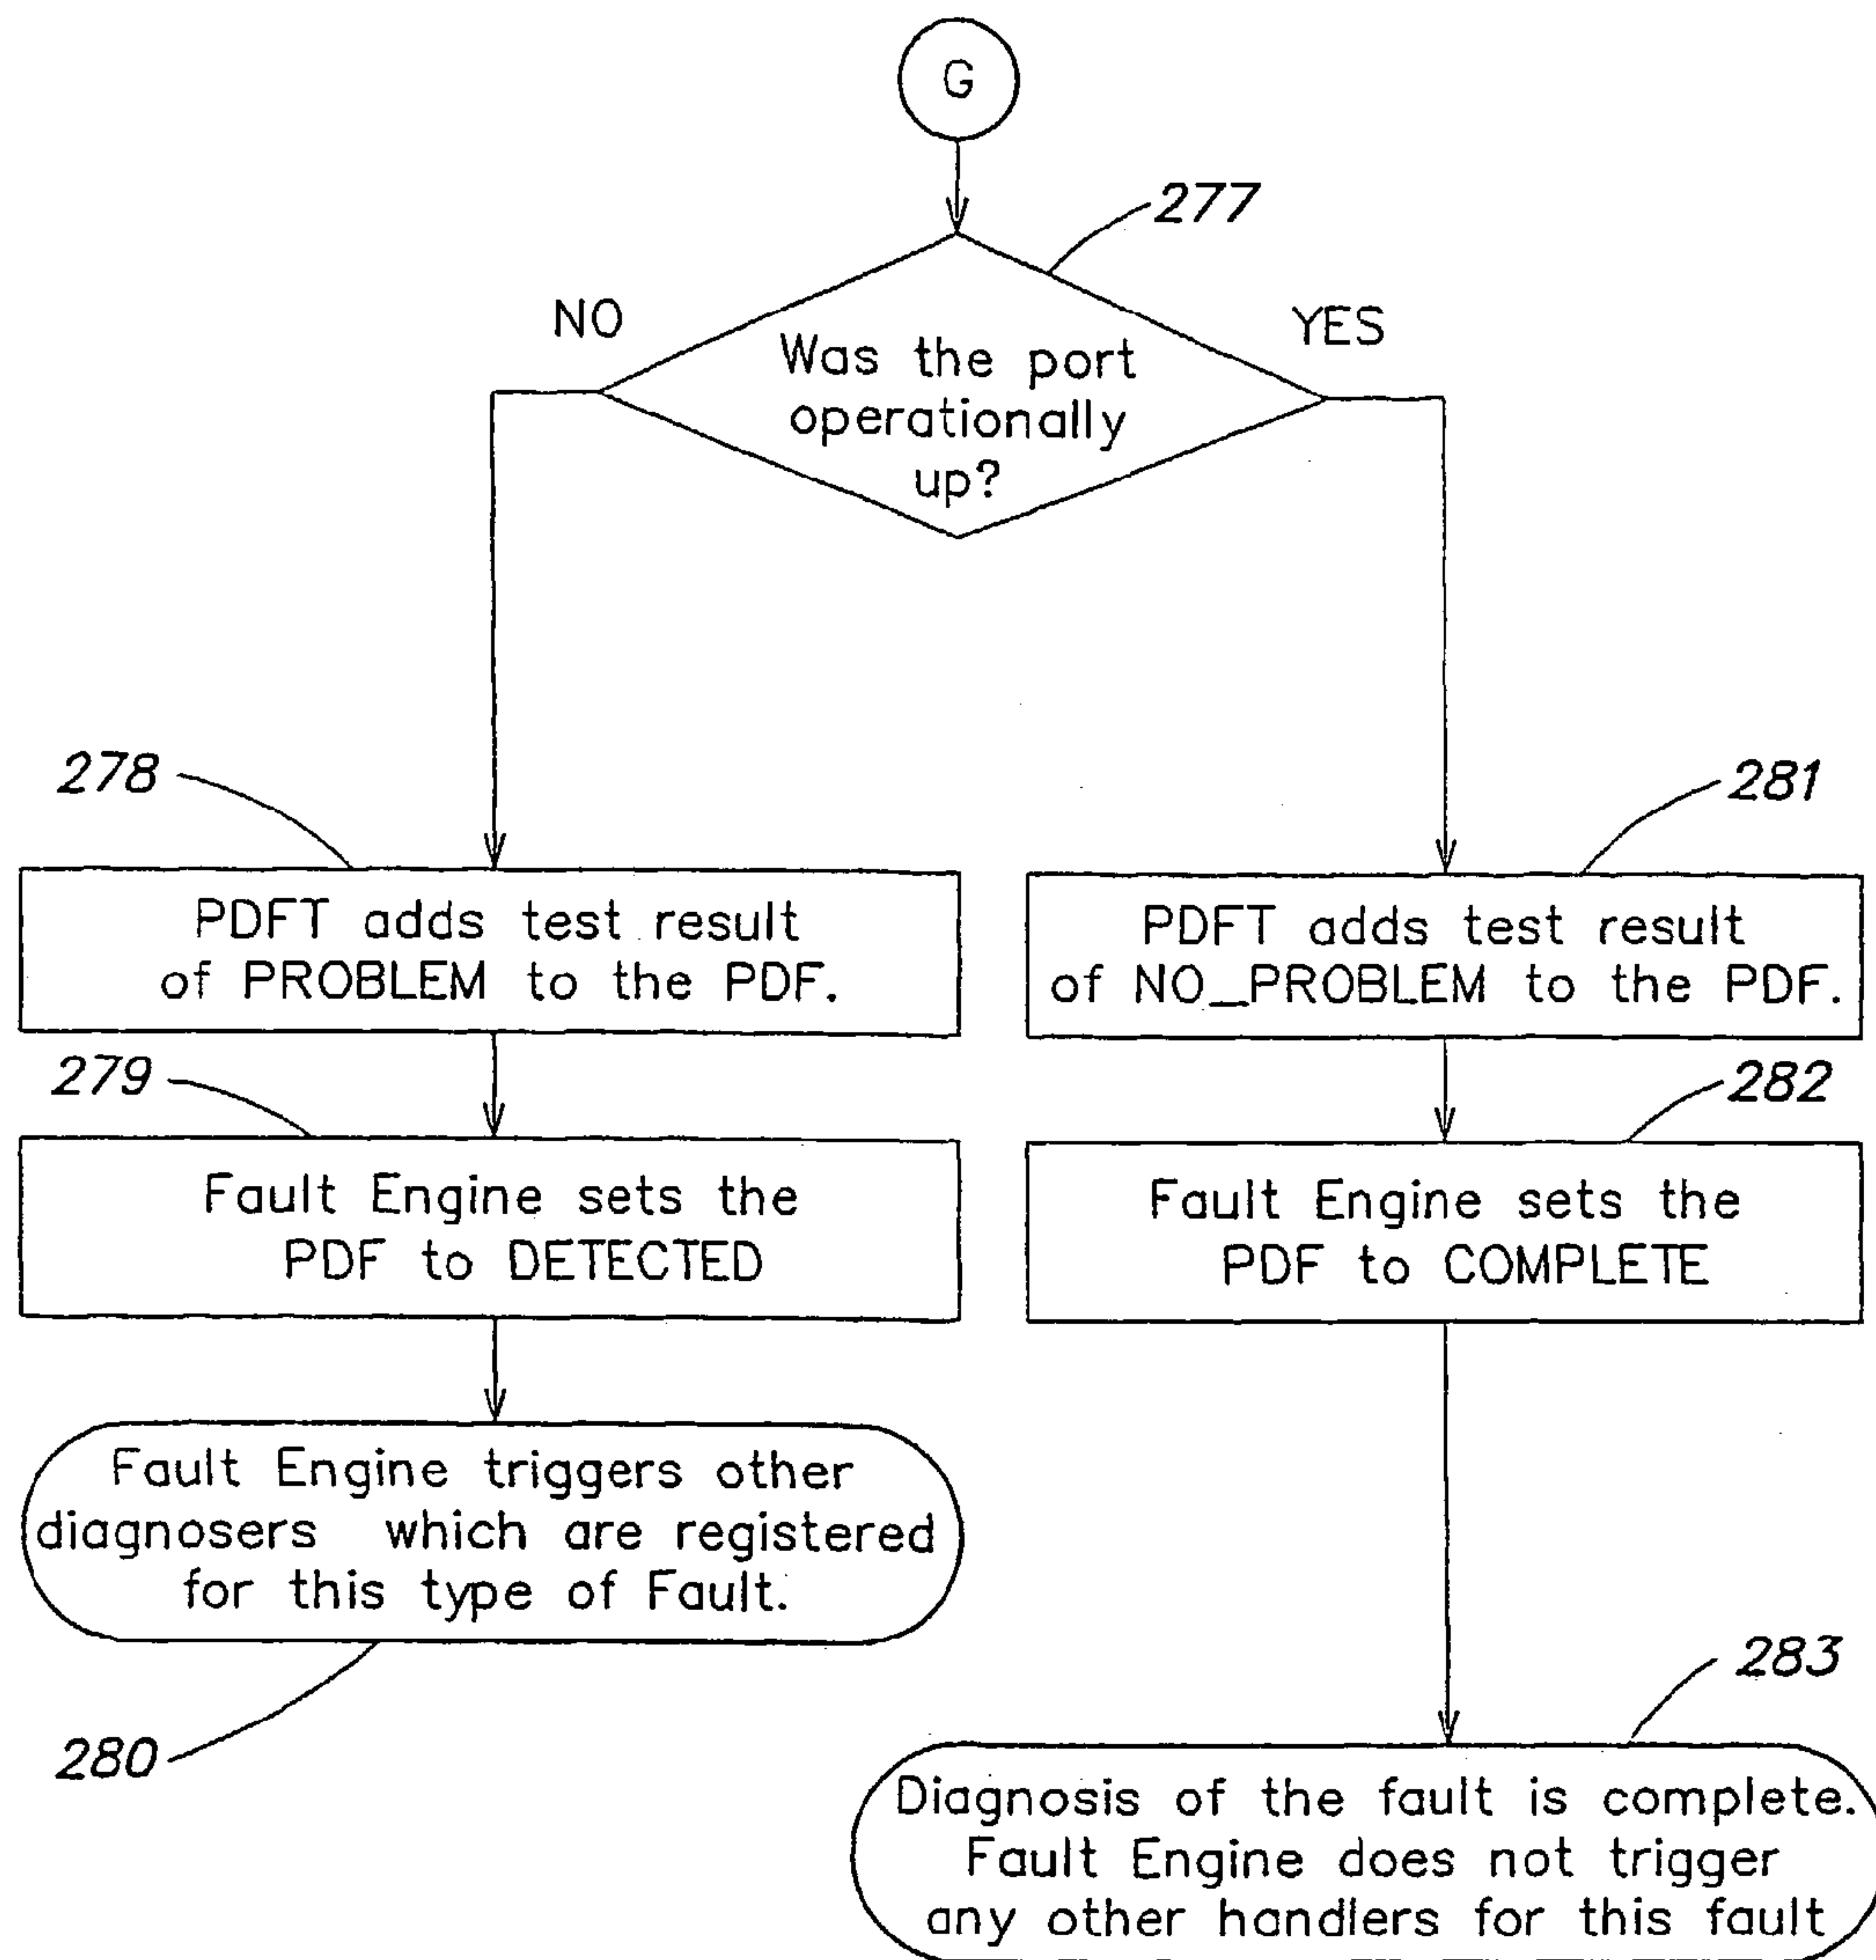 G
277
NO
YES
Was the port
operationally
up?
278
281
PDFT adds test result
of PROBLEM to the PDF.
PDFT adds test result
of NO_PROBLEM to the PDF.
279
282
Fault Engine sets the
PDF to DETECTED
Fault Engine sets the
PDF to COMPLETE
Fault Engine triggers other
diagnosers which are registered
for this type of Fault.
280
283
Diagnosis of the fault is complete.
Fault Engine does not trigger
any other handlers for this fault